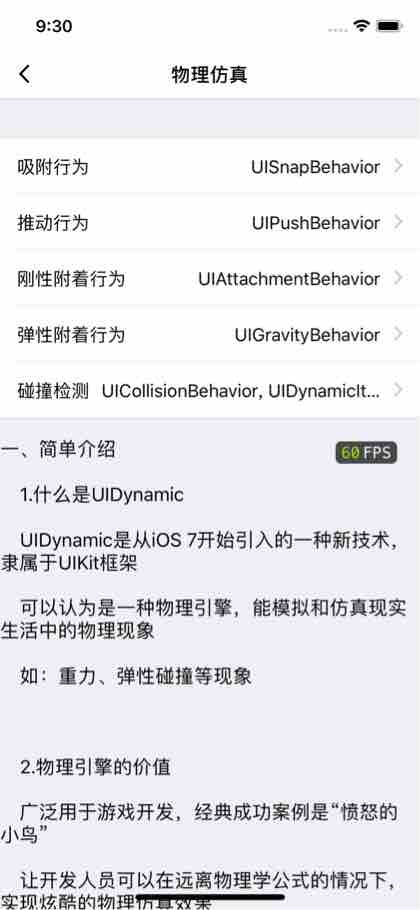 9:30
物理仿真
吸附行为 UISnapBehavior
推动行为 UIPushBehavior
刚性附着行为 UIAttachmentBehavior
弹性附着行为 UIGravityBehavior
碰撞检测 UICollisionBehavior, UIDynamicIt...
一、简单介绍
60 FPS
1.什么是UIDynamic
UIDynamic是从iOS 7开始引入的一种新技术，
隶属于UIKit框架
可以认为是一种物理引擎，能模拟和仿真现实
生活中的物理现象
如：重力、弹性碰撞等现象
2.物理引擎的价值
广泛用于游戏开发，经典成功案例是“愤怒的
小鸟”
让开发人员可以在远离物理学公式的情况下，
实现炫酷的物理仿真效果